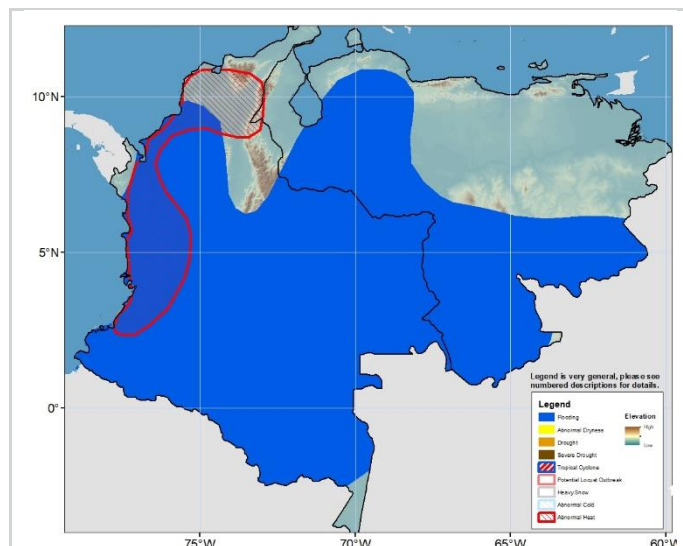 10°N
5°N
0°
75°W
70°W
65°W
60°W
Legend is very general, please see
numbered descriptions for details.
Legend
Flooding
Abnormal Dryness
Drought
Severe Drought
Tropical Cyclone
Potential Locust Outbreak
Heavy Snow
Abnormal Cold
Abnormal Heat
Elevation
High
Low